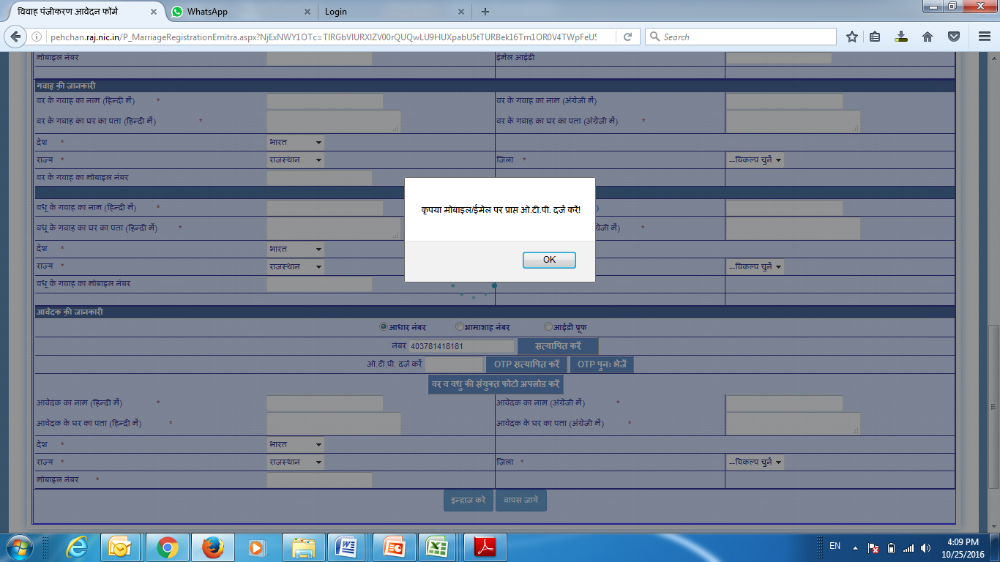 विवाह पंजीकरण आवेदन फॉर्म
WhatsApp
Login
pehchan.raj.nic.in/P_MarriageRegistrationEmitra.aspx?NjExNWY1OTc=TlRGbVlURXlZV00rQUQwLU9HUXpabU5tTURBek16Tm1OR0V4TWpFeU5
Search
मोबाइल नंबर ईमेल आईडी
गवाह की जानकारी
वर के गवाह का नाम (हिन्दी में) * वर के गवाह का नाम (अंग्रेजी में)
वर के गवाह का घर का पता (हिन्दी में) * वर के गवाह का घर का पता (अंग्रेजी में) *
देश * भारत
राज्य * राजस्थान जिला * --विकल्प चुनें
वर के गवाह का मोबाइल नंबर
वधू के गवाह का नाम (हिन्दी में) * )
कृपया मोबाइल/ईमेल पर प्राप्त ओ.टी.पी. दर्ज करें!
वधू के गवाह का घर का पता (हिन्दी में) * ग्रेजी में) *
देश * भारत
OK
राज्य * राजस्थान --विकल्प चुनें
वधू के गवाह का मोबाइल नंबर
आवेदक की जानकारी
आधार नंबर भामाशाह नंबर आईडी प्रूफ
नंबर 403781418181 सत्यापित करें
ओ.टी.पी. दर्ज करें OTP सत्यापित करें OTP पुनः भेजें
वर व वधु की संयुक्त फोटो अपलोड करें
आवेदक का नाम (हिन्दी में) * आवेदक का नाम (अंग्रेजी में) *
आवेदक के घर का पता (हिन्दी में) * आवेदक के घर का पता (अंग्रेजी में) *
देश * भारत
राज्य * राजस्थान जिला * --विकल्प चुनें
मोबाइल नंबर *
इन्द्राज करे वापस जाये
EN
4:09 PM
10/25/2016